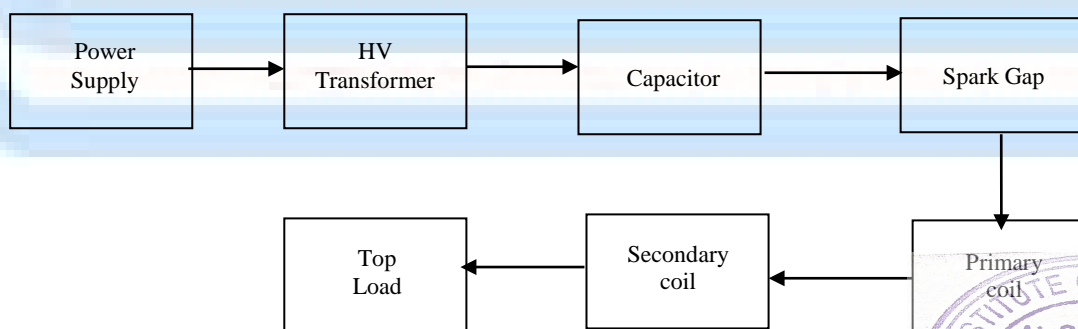 Power
Supply
HV
Transformer
Capacitor
Spark Gap
Primary
coil
Secondary
coil
Top
Load